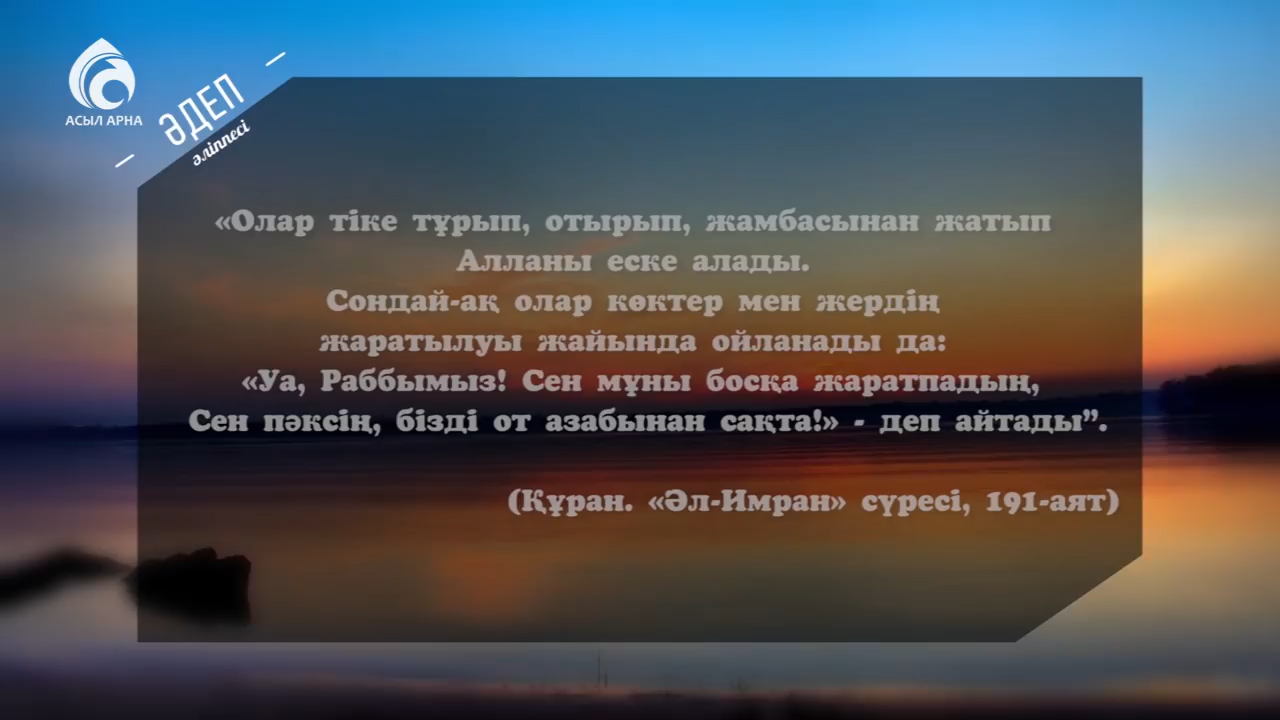 АСЫЛ АРНА
ӘДЕП
әліппесі
«Олар тіке тұрып, отырып, жамбасынан жатып
Алланы еске алады.
Сондай-ақ олар көктер мен жердің
жаратылуы жайында ойланады да:
«Уа, Раббымыз! Сен мұны босқа жаратпадың,
Сен пәксің, бізді от азабынан сақта!» - деп айтады”.
(Құран. «Әл-Имран» сүресі, 191-аят)